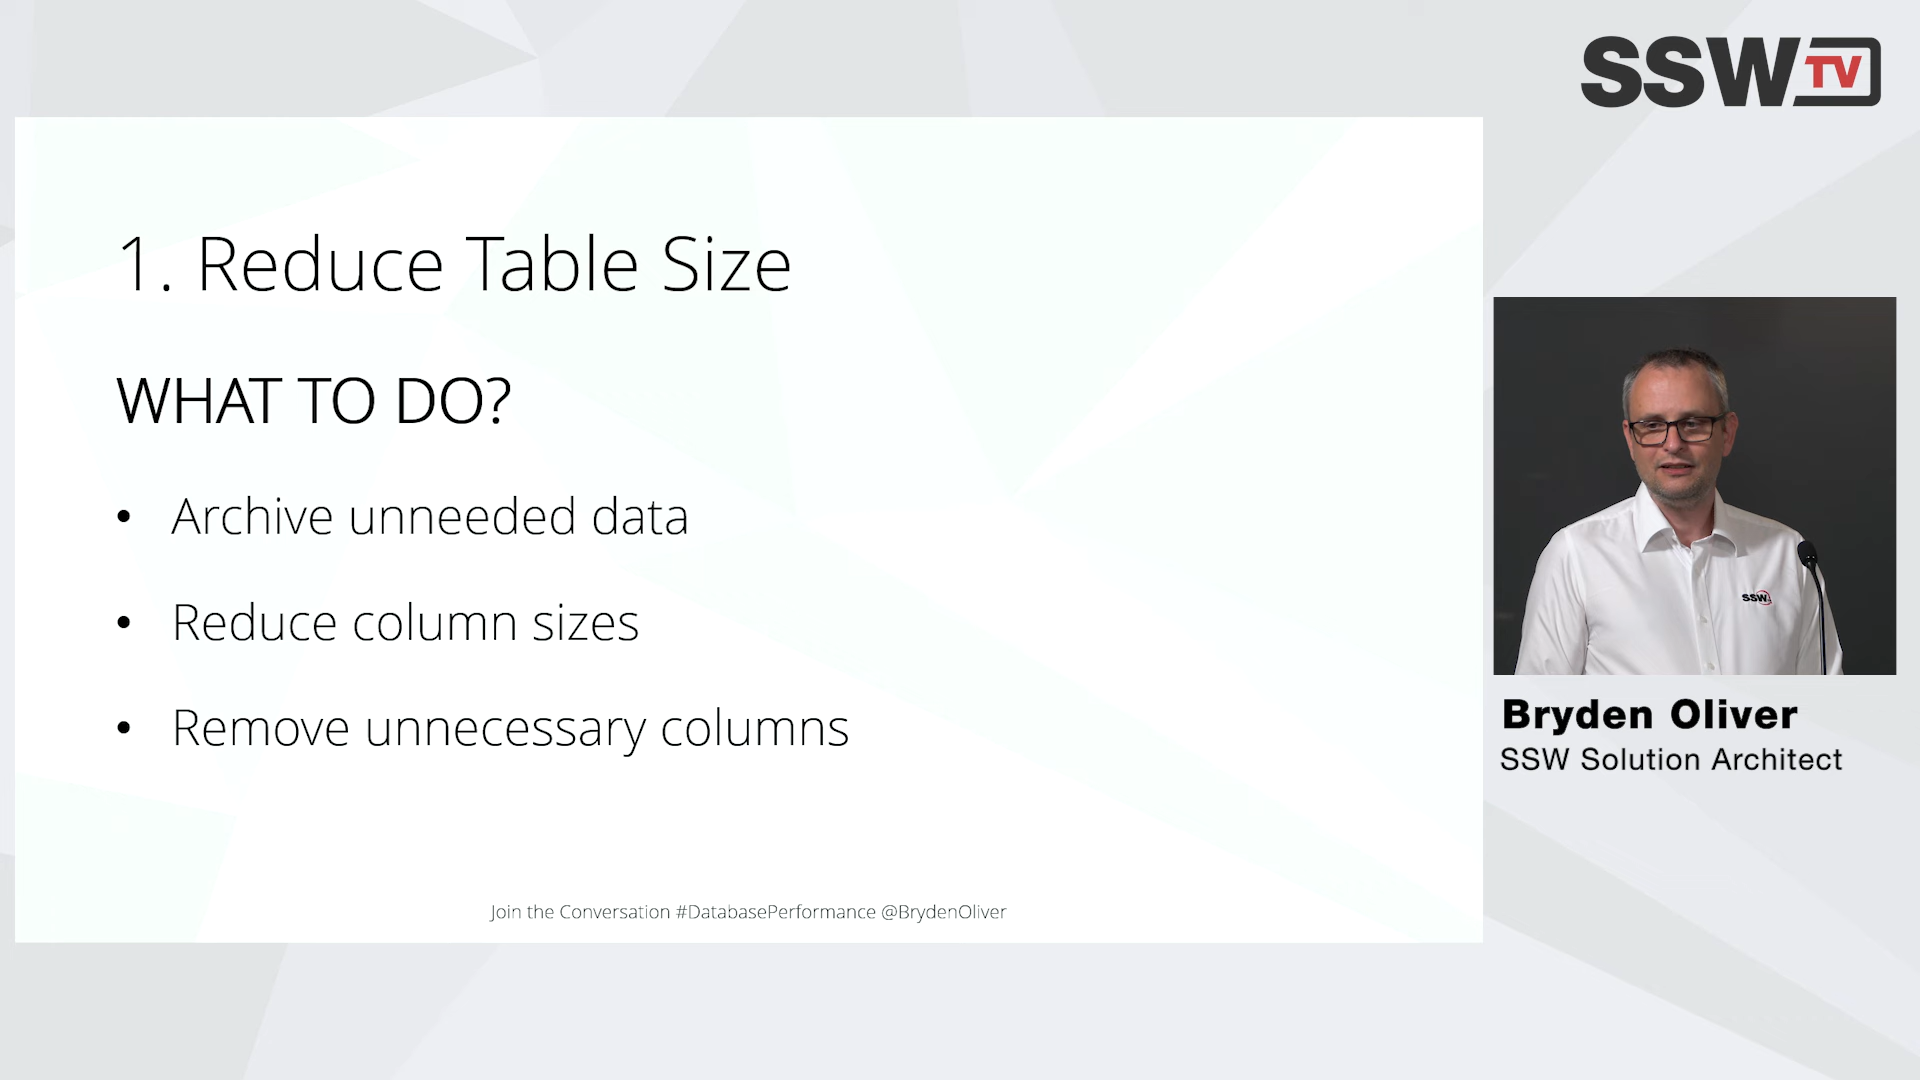 SSW TV
1. Reduce Table Size
WHAT TO DO?
• Archive unneeded data
• Reduce column sizes
• Remove unnecessary columns
Join the Conversation #DatabasePerformance @BrydenOliver
SSW
Bryden Oliver
SSW Solution Architect